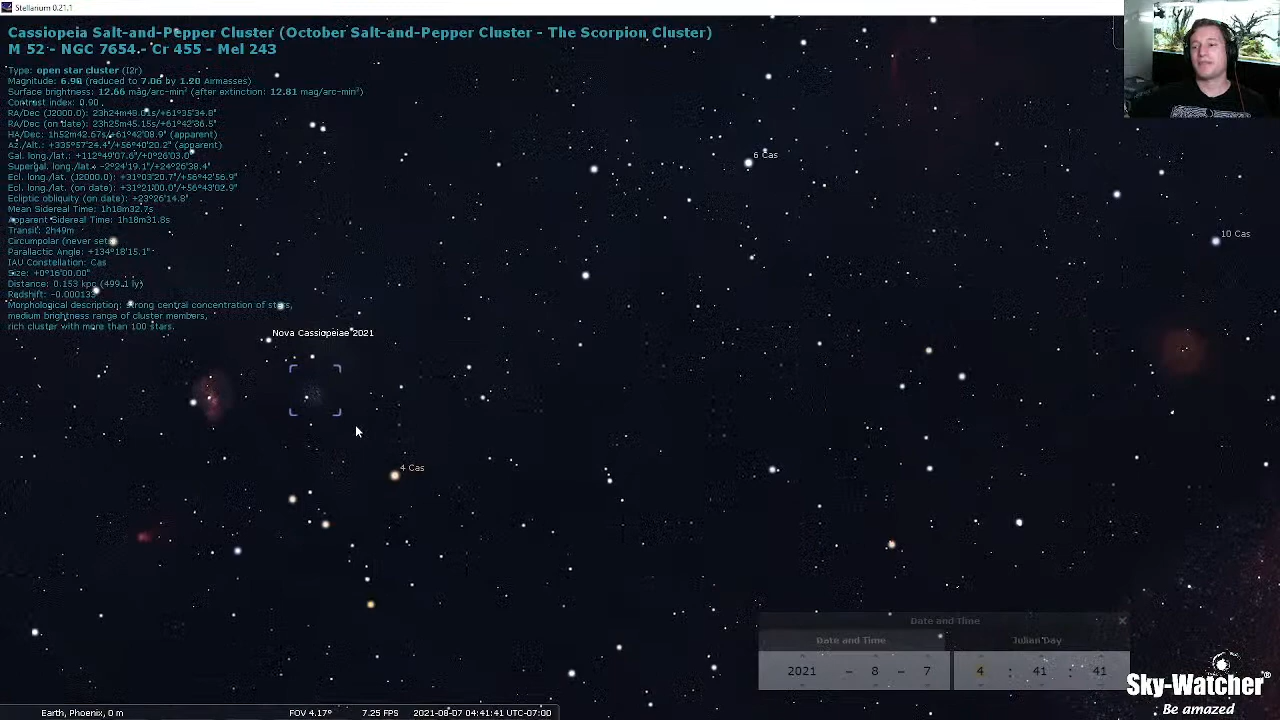 Stellarium 0.21.1
Cassiopeia Salt-and-Pepper Cluster (October Salt-and-Pepper Cluster - The Scorpion Cluster)
M 52 - NGC 7654 - Cr 455 - Mel 243
Type: open star cluster (I2r)
Magnitude: 6.90 (reduced to 7.06 by 1.20 Airmasses)
Surface brightness: 12.66 mag/arc-min² (after extinction: 12.81 mag/arc-min²)
Contrast index: 0.90
RA/Dec (J2000.0): 23h24m48.01s/+61°35'34.8"
RA/Dec (on date): 23h25m45.15s/+61°42'36.5"
HA/Dec: 1h52m42.67s/+61°42'08.9" (apparent)
Az./Alt.: +335°57'24.4"/+56°40'20.2" (apparent)
Gal. long./lat.: +112°49'07.6"/+0°26'03.0"
Supergal. long./lat.: -2°24'19.1"/+24°26'38.4"
Ecl. long./lat. (J2000.0): +31°03'20.7"/+56°42'56.9"
Ecl. long./lat. (on date): +31°21'00.0"/+56°43'02.9"
Ecliptic obliquity (on date): +23°26'14.8"
Mean Sidereal Time: 1h18m32.7s
Apparent Sidereal Time: 1h18m31.8s
Transit: 2h49m
Circumpolar (never sets)
Parallactic Angle: +134°18'15.1"
IAU Constellation: Cas
Size: +0°16'00.00"
Distance: 0.153 kpc (499.1 ly)
Redshift: -0.000133
Morphological description: strong central concentration of stars,
medium brightness range of cluster members,
rich cluster with more than 100 stars.
6 Cas
10 Cas
Nova Cassiopeiae 2021
4 Cas
Date and Time
Date and Time Julian Day
2021 - 8 - 7 4 : 41 : 41
Sky-Watcher®
Be amazed
Earth, Phoenix, 0 m FOV 4.17° 7.25 FPS 2021-08-07 04:41:41 UTC-07:00